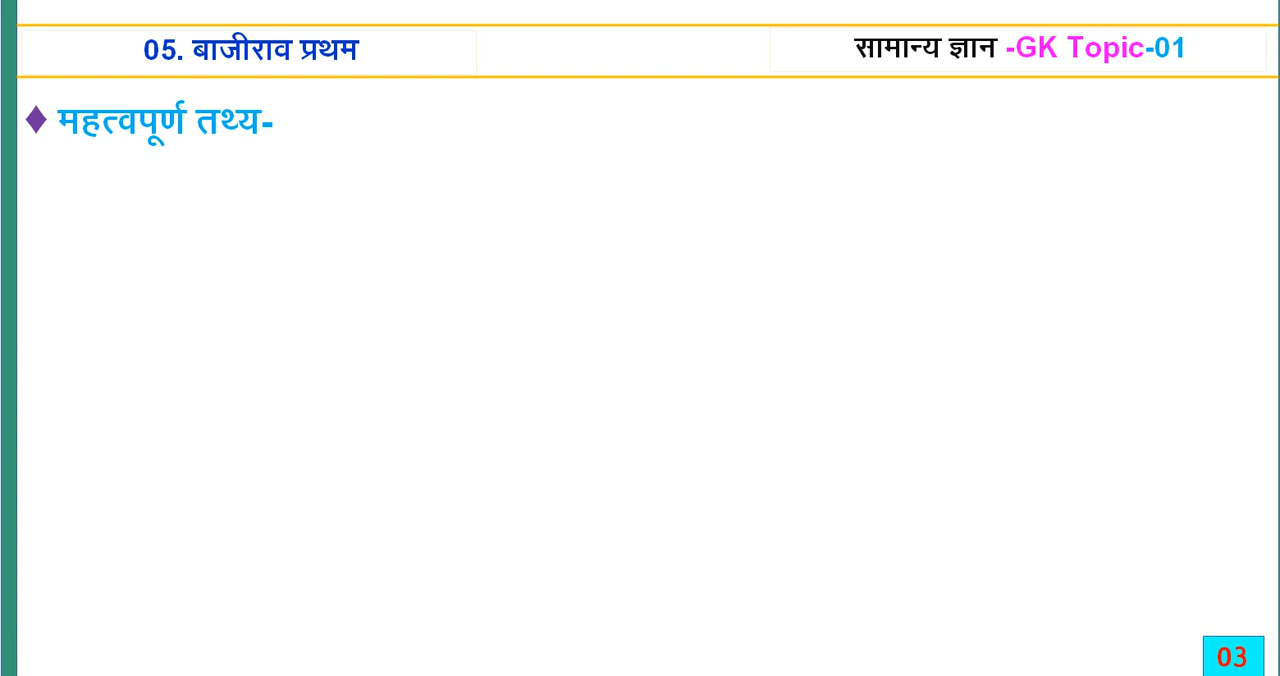 05. बाजीराव प्रथम
सामान्य ज्ञान -GK Topic-01
महत्वपूर्ण तथ्य-
03